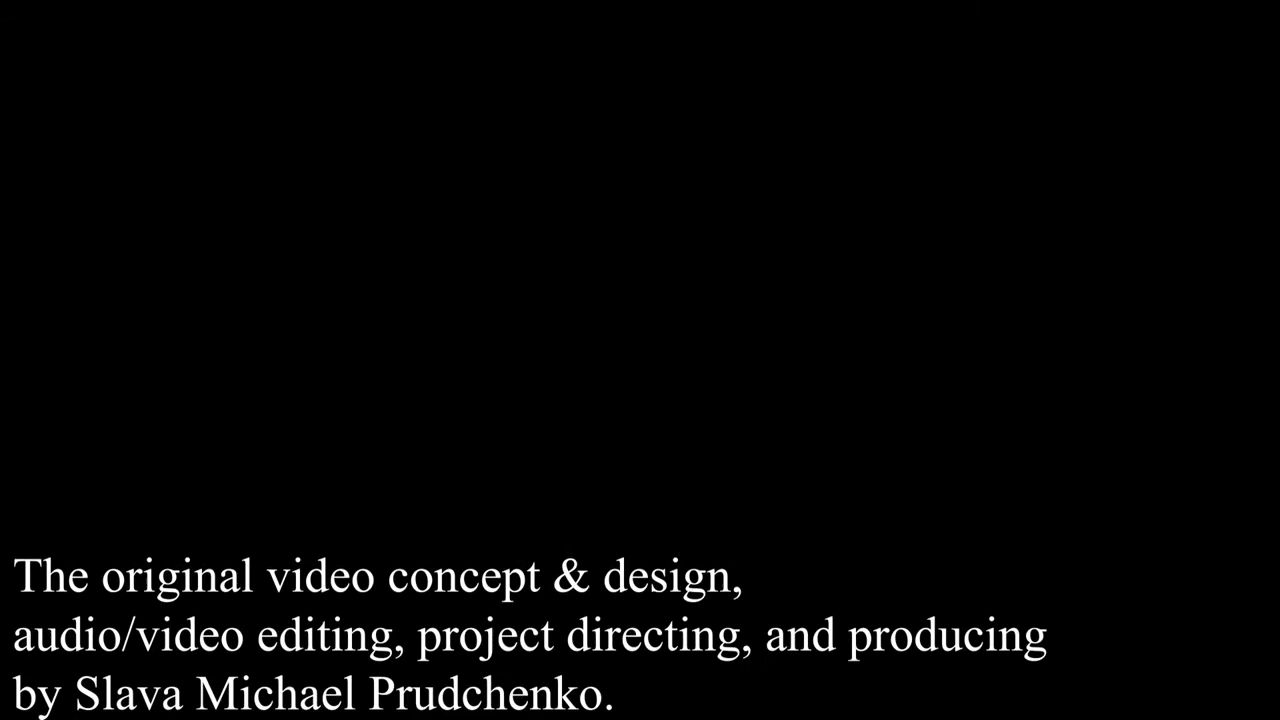 The original video concept & design,
audio/video editing, project directing, and producing
by Slava Michael Prudchenko.